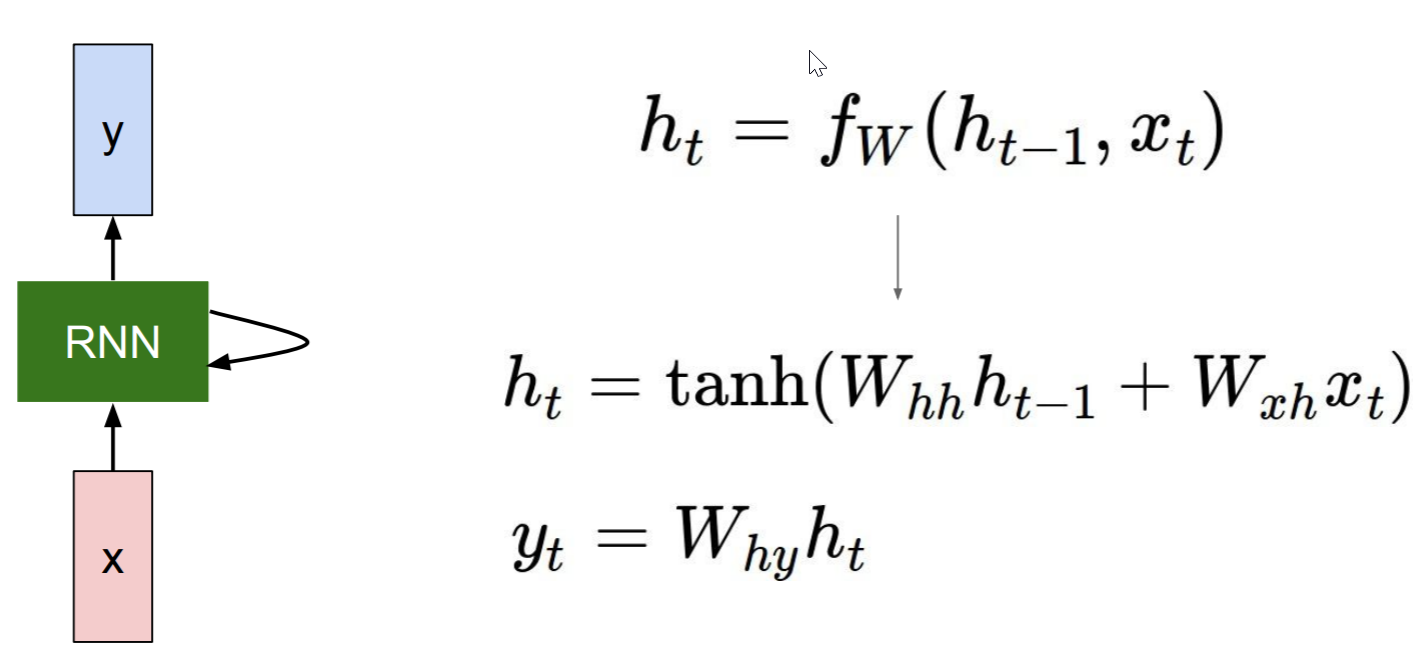 y
RNN
x
h_t = f_W(h_{t-1}, x_t)
h_t = tanh(W_{hh}h_{t-1} + W_{xh}x_t)
y_t = W_{hy}h_t